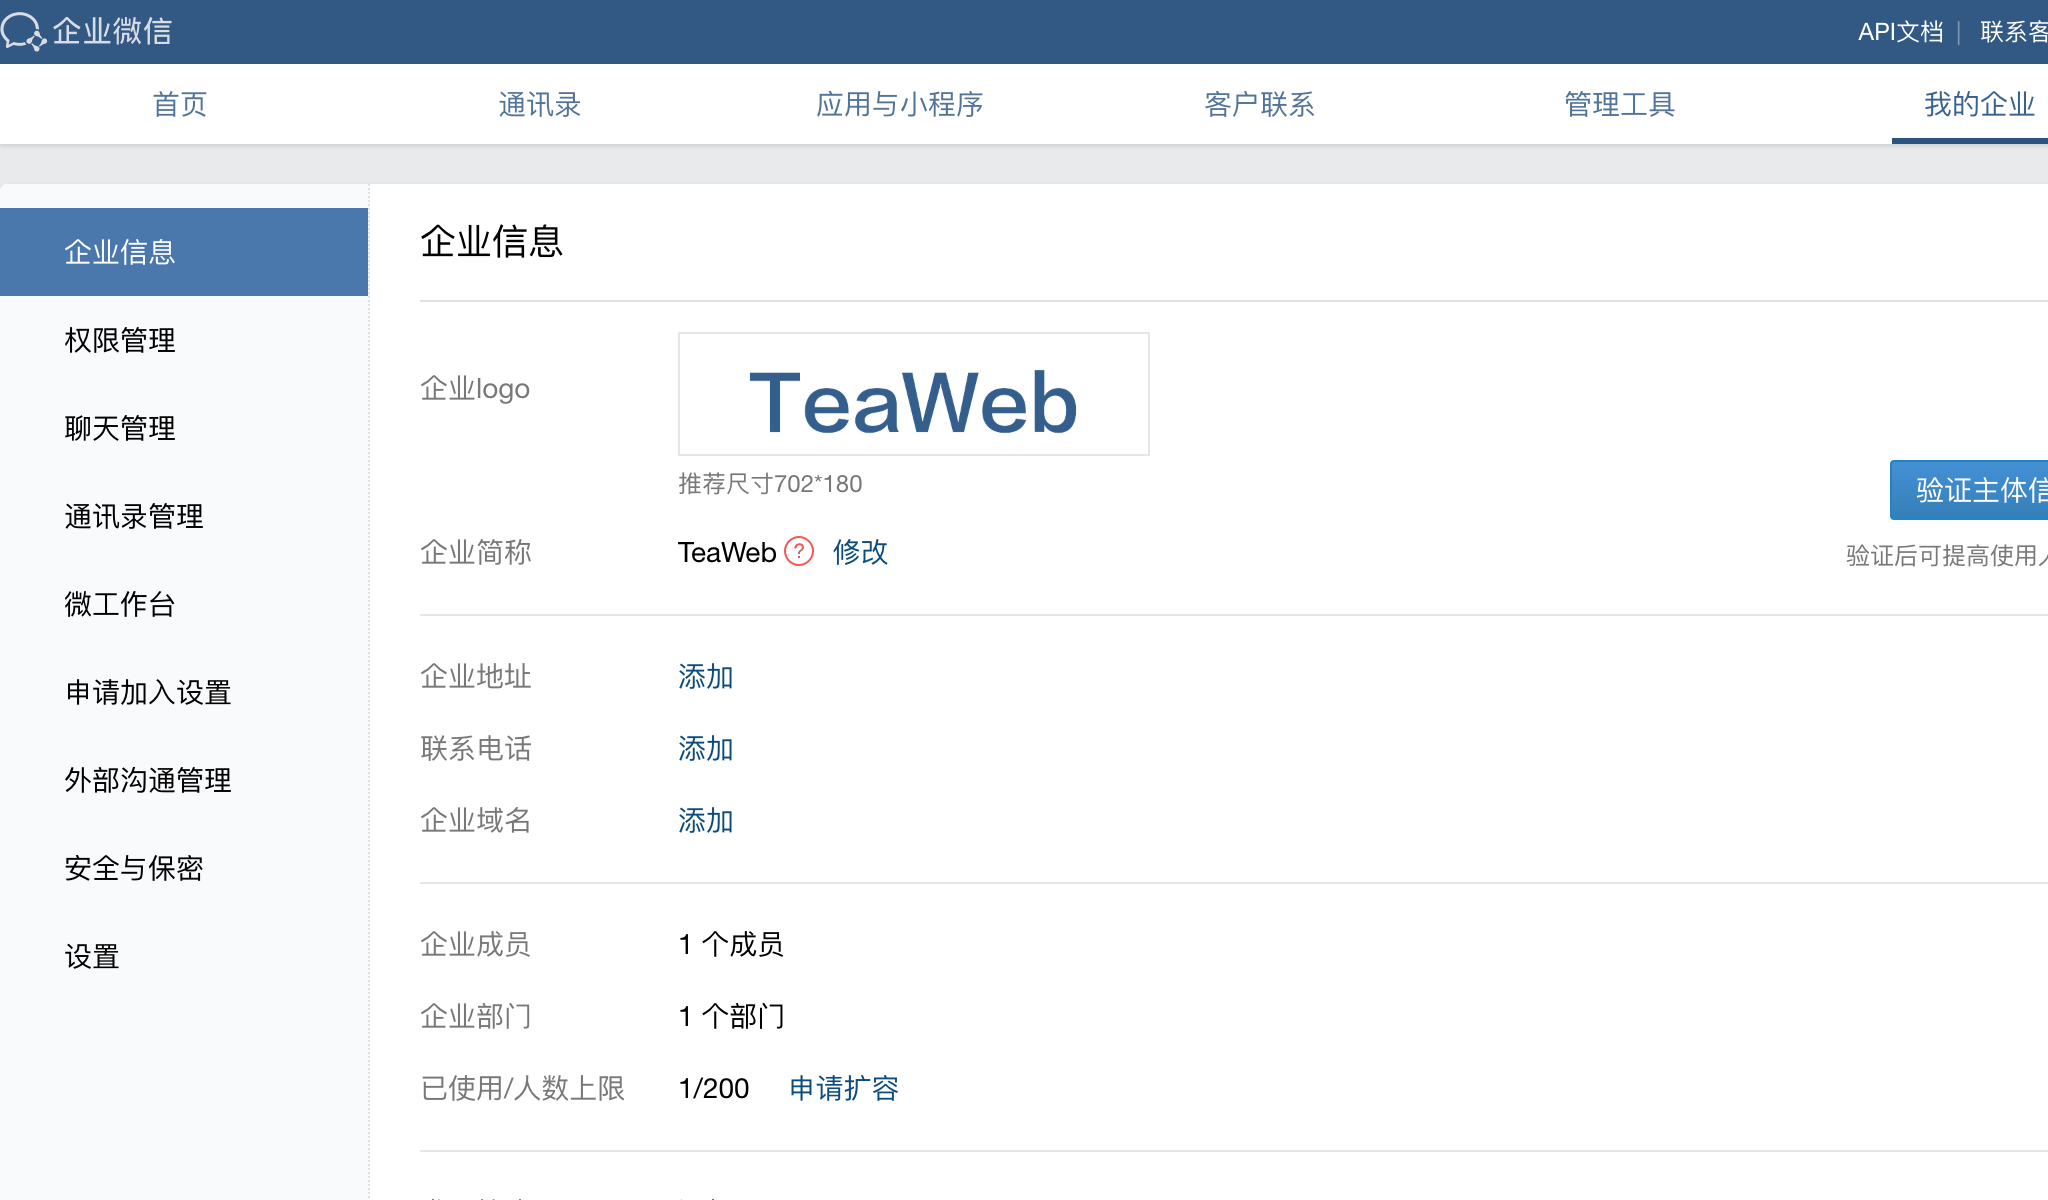 企业微信
API文档 | 联系客
首页 通讯录 应用与小程序 客户联系 管理工具 我的企业
企业信息
权限管理
聊天管理
通讯录管理
微工作台
申请加入设置
外部沟通管理
安全与保密
设置
企业信息
企业logo
TeaWeb
推荐尺寸702*180
企业简称 TeaWeb ? 修改
验证主体信
验证后可提高使用
企业地址 添加
联系电话 添加
企业域名 添加
企业成员 1 个成员
企业部门 1 个部门
已使用/人数上限 1/200 申请扩容